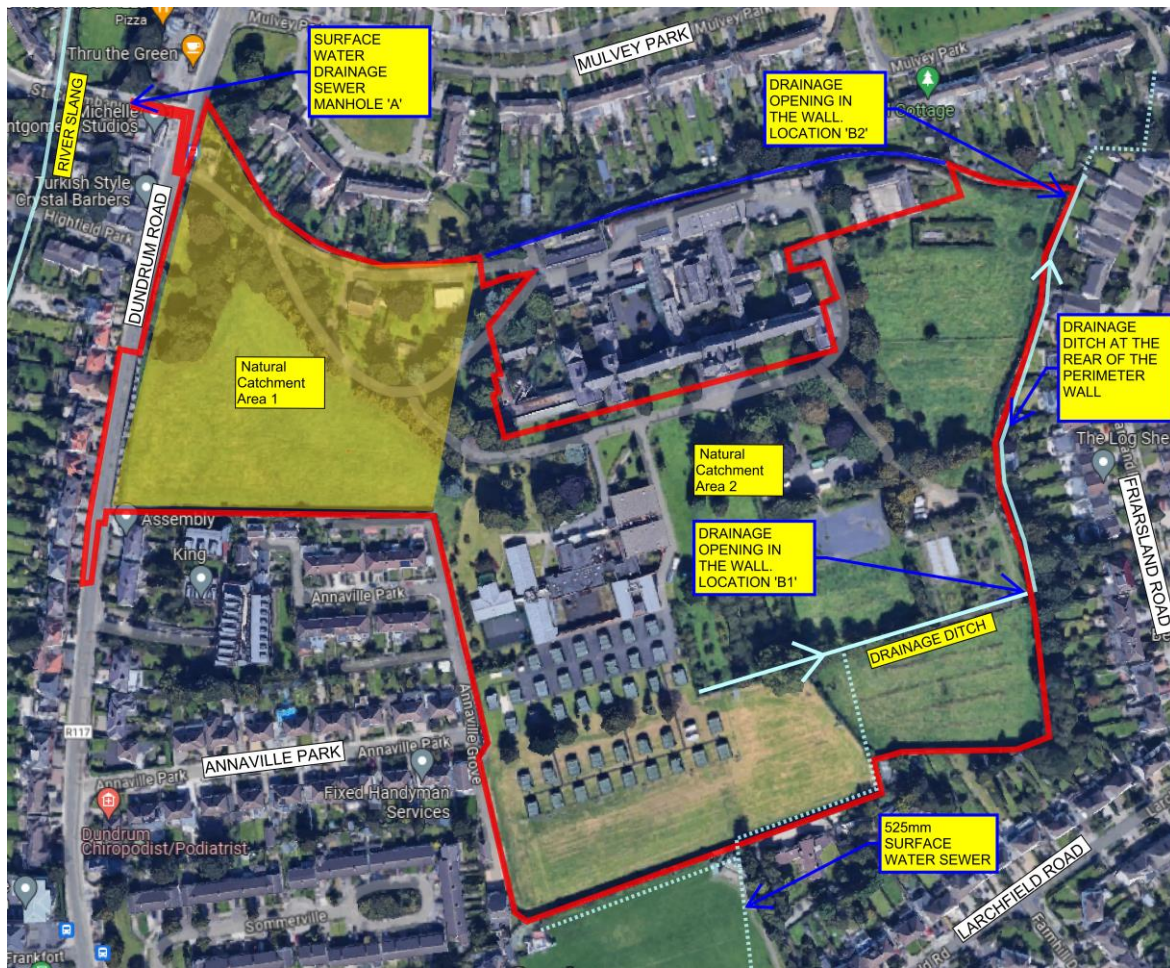 Pizza
Mulvey Park
Thru the Green
SURFACE
WATER
DRAINAGE
SEWER
MANHOLE 'A'
MULVEY PARK
Mulvey Park
Mulvey Park
DRAINAGE
OPENING IN
THE WALL.
LOCATION 'B2'
Cottage
RIVER SLANG
Michelle
Studios
Turkish Style
Crystal Barbers
Highfield Park
DUNDRUM ROAD
Natural
Catchment
Area 1
DRAINAGE
DITCH AT THE
REAR OF THE
PERIMETER
WALL
The Log She
FRIARSLAND ROAD
Natural
Catchment
Area 2
Assembly
King
Annaville Park
DRAINAGE
OPENING IN
THE WALL.
LOCATION 'B1'
DRAINAGE DITCH
Annaville Grove
R117
ANNAVILLE PARK
Annaville Park
Annaville Park
Fixed Handyman
Services
Dundrum
Chiropodist/Podiatrist
525mm
SURFACE
WATER SEWER
LARCHFIELD ROAD
Sommerville
Frankfort